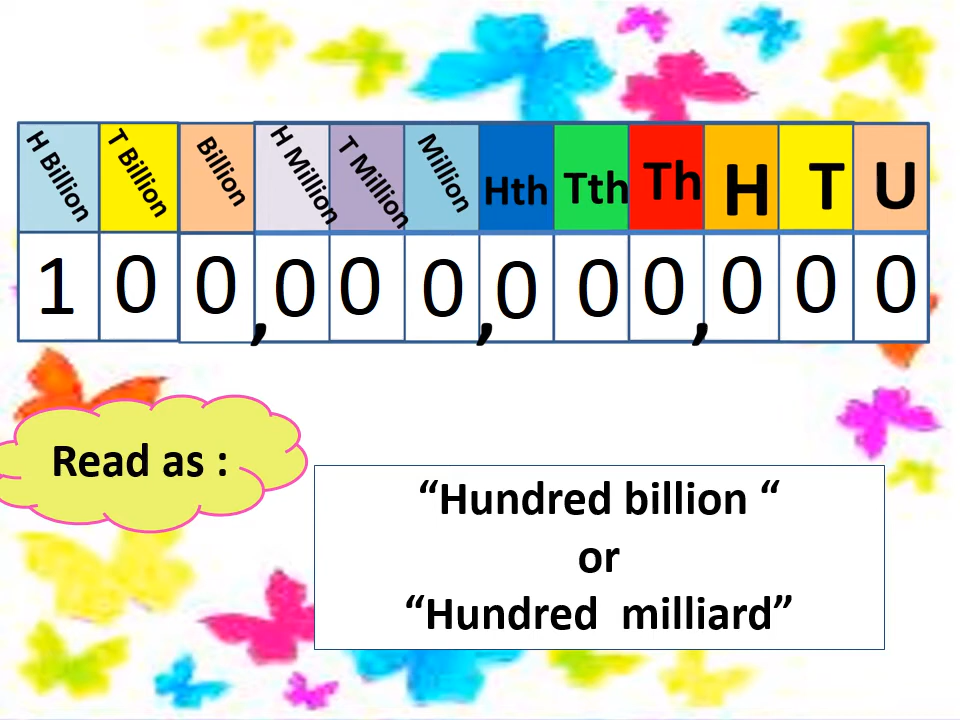 H Billion T Billion Billion H Million T Million Million Hth Tth Th H T U
1 0 0 , 0 0 0 , 0 0 0 , 0 0 0
Read as :
“Hundred billion “
or
“Hundred milliard”